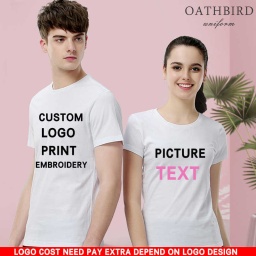 OATHBIRD
uniform
CUSTOM
LOGO
PRINT
EMBROIDERY
PICTURE
TEXT
LOGO COST NEED PAY EXTRA DEPEND ON LOGO DESIGN